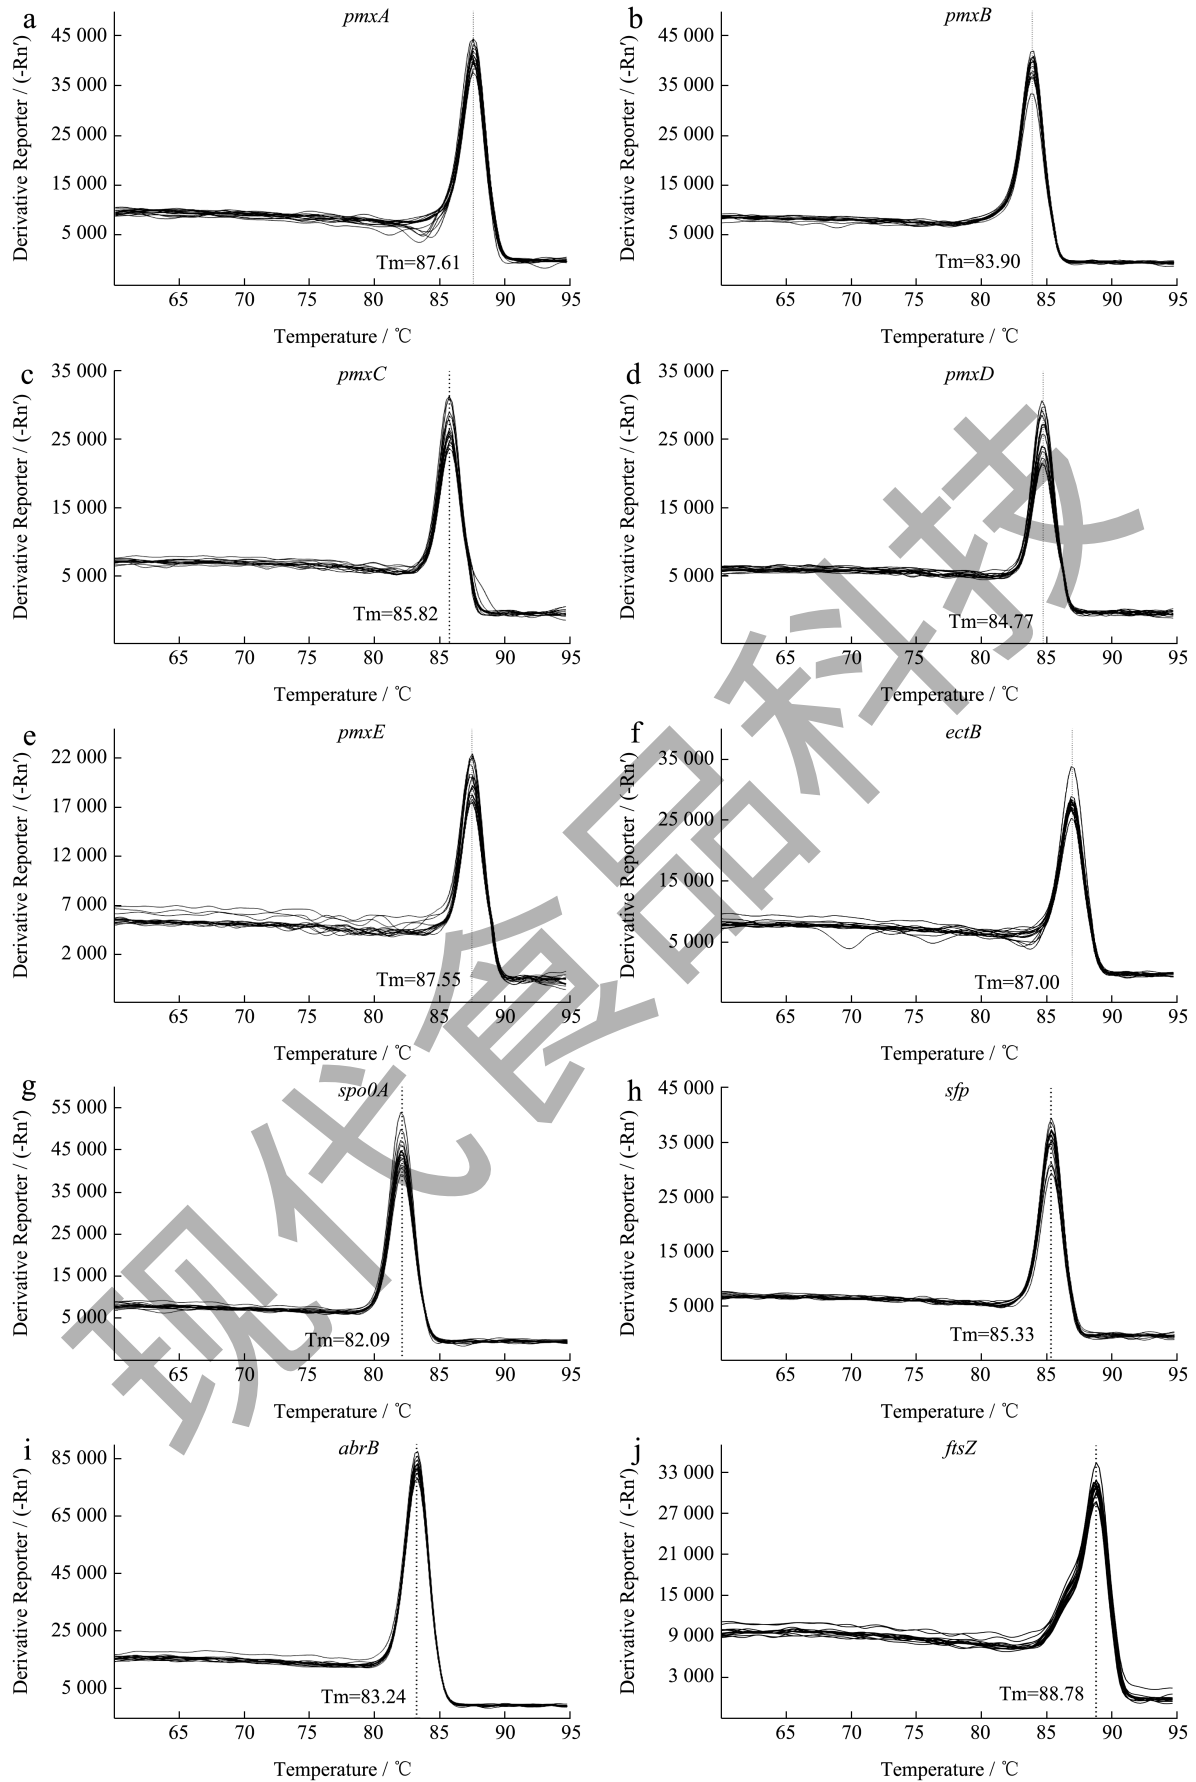 a
pmxA
45 000
35 000
25 000
15 000
5 000
Derivative Reporter / (-Rn′)
Tm=87.61
65 70 75 80 85 90 95
Temperature / ℃
b
pmxB
45 000
35 000
25 000
15 000
5 000
Derivative Reporter / (-Rn′)
Tm=83.90
65 70 75 80 85 90 95
Temperature / ℃
c
pmxC
35 000
25 000
15 000
5 000
Derivative Reporter / (-Rn′)
Tm=85.82
65 70 75 80 85 90 95
Temperature / ℃
d
pmxD
35 000
25 000
15 000
5 000
Derivative Reporter / (-Rn′)
Tm=84.77
65 70 75 80 85 90 95
Temperature / ℃
e
pmxE
22 000
17 000
12 000
7 000
2 000
Derivative Reporter / (-Rn′)
Tm=87.55
65 70 75 80 85 90 95
Temperature / ℃
f
ectB
35 000
25 000
15 000
5 000
Derivative Reporter / (-Rn′)
Tm=87.00
65 70 75 80 85 90 95
Temperature / ℃
g
spo0A
55 000
45 000
35 000
25 000
15 000
5 000
Derivative Reporter / (-Rn′)
Tm=82.09
65 70 75 80 85 90 95
Temperature / ℃
h
sfp
45 000
35 000
25 000
15 000
5 000
Derivative Reporter / (-Rn′)
Tm=85.33
65 70 75 80 85 90 95
Temperature / ℃
i
abrB
85 000
65 000
45 000
25 000
5 000
Derivative Reporter / (-Rn′)
Tm=83.24
65 70 75 80 85 90 95
Temperature / ℃
j
ftsZ
33 000
27 000
21 000
15 000
9 000
3 000
Derivative Reporter / (-Rn′)
Tm=88.78
65 70 75 80 85 90 95
Temperature / ℃
现代食品科技